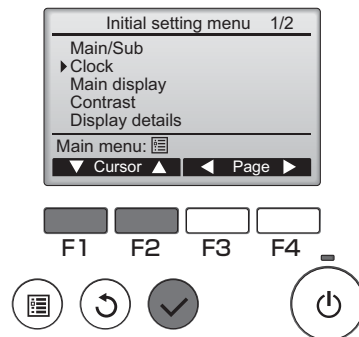 Initial setting menu 1/2
Main/Sub
Clock
Main display
Contrast
Display details
Main menu:
▼ Cursor ▲ ◀ Page ▶
F1 F2 F3 F4